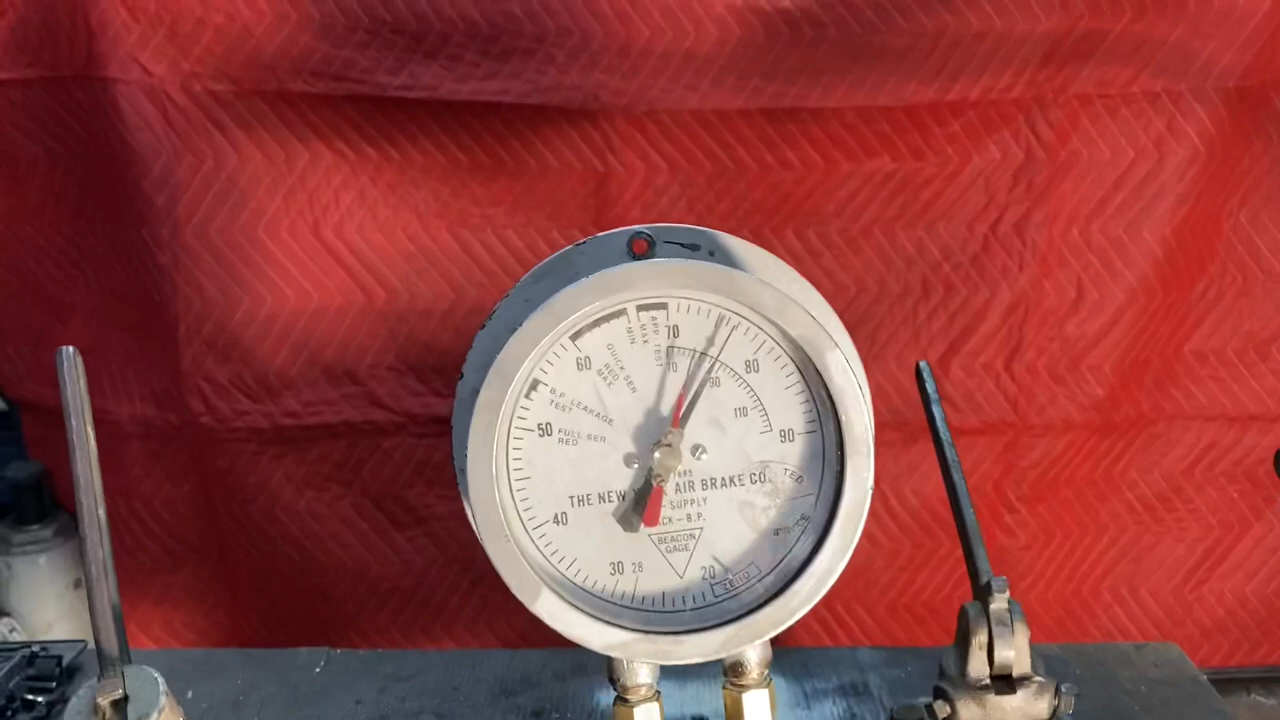 APP. TEST
MAX.
MIN.
70
60
QUICK SER
RED
MAX.
80
70
90
110
B.P. LEAKAGE
TEST
50
FULL SER
RED
90
THE NEW AIR BRAKE CO.
SUPPLY
B.P.
40
BEACON
GAGE
30
28
20
ZERO